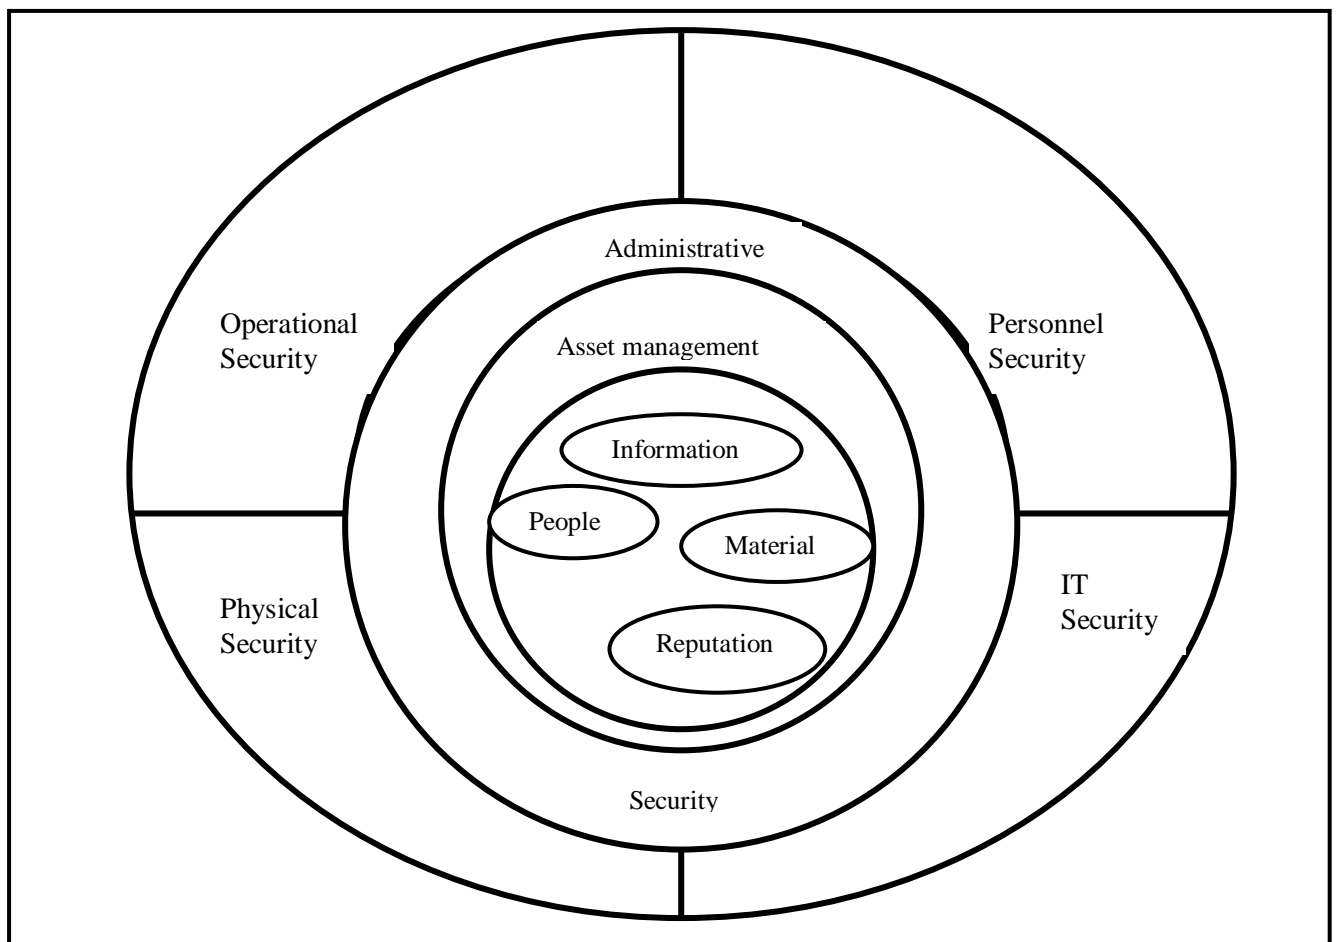 Administrative
Operational
Security
Personnel
Security
Asset management
Information
People
Material
IT
Security
Physical
Security
Reputation
Security